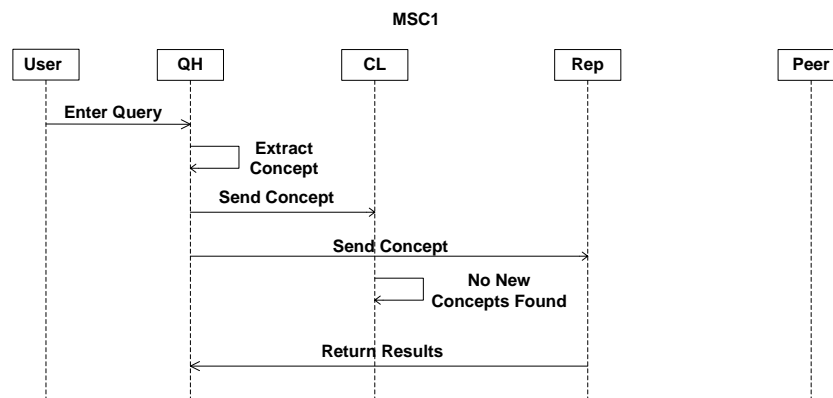 MSC1
User QH CL Rep Peer
Enter Query
Extract
Concept
Send Concept
Send Concept
No New
Concepts Found
Return Results